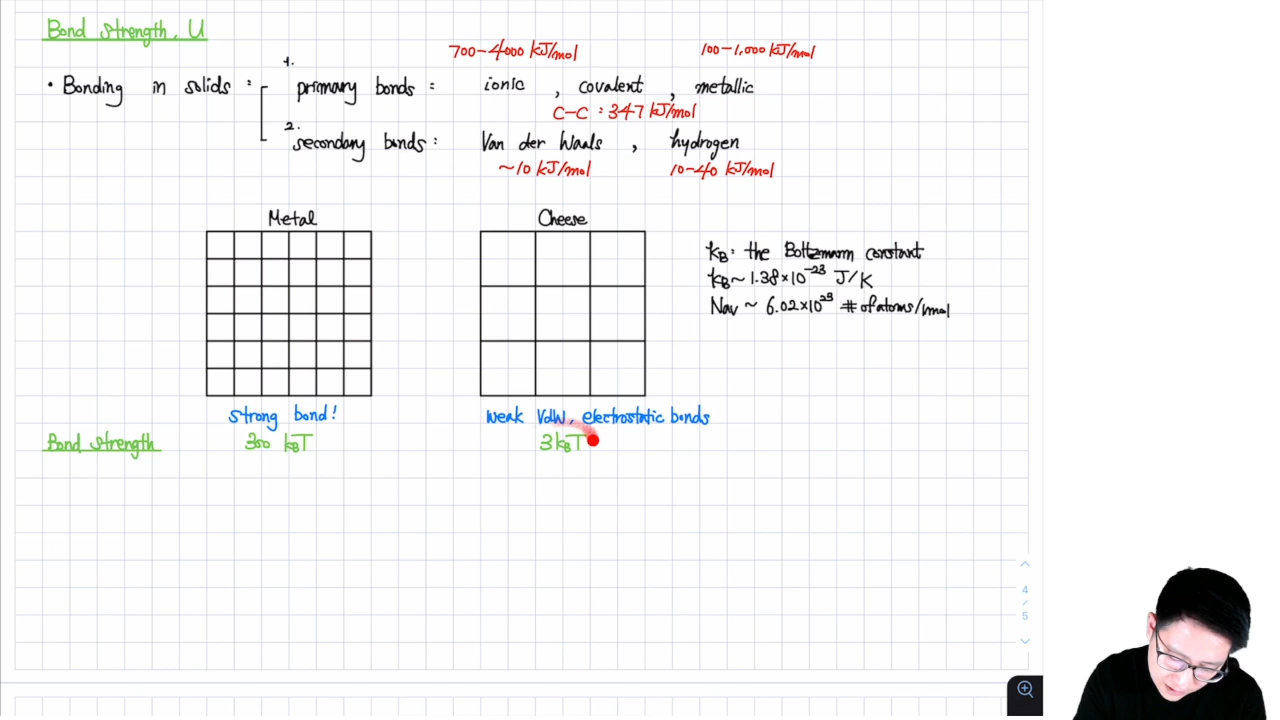 Bond strength, U
700-4000 kJ/mol
100-1,000 kJ/mol
1.
• Bonding in solids : primary bonds : ionic , covalent , metallic
C-C : 347 kJ/mol
2.
secondary bonds : Van der Waals , hydrogen
~10 kJ/mol
10-40 kJ/mol
Metal
Cheese
kB : the Boltzmann constant
kB ~ 1.38×10⁻²³ J/K
Nav ~ 6.02×10²³ # of atoms/mol
strong bond!
weak VdW, electrostatic bonds
Bond strength
300 kBT
3 kBT
4
/
5